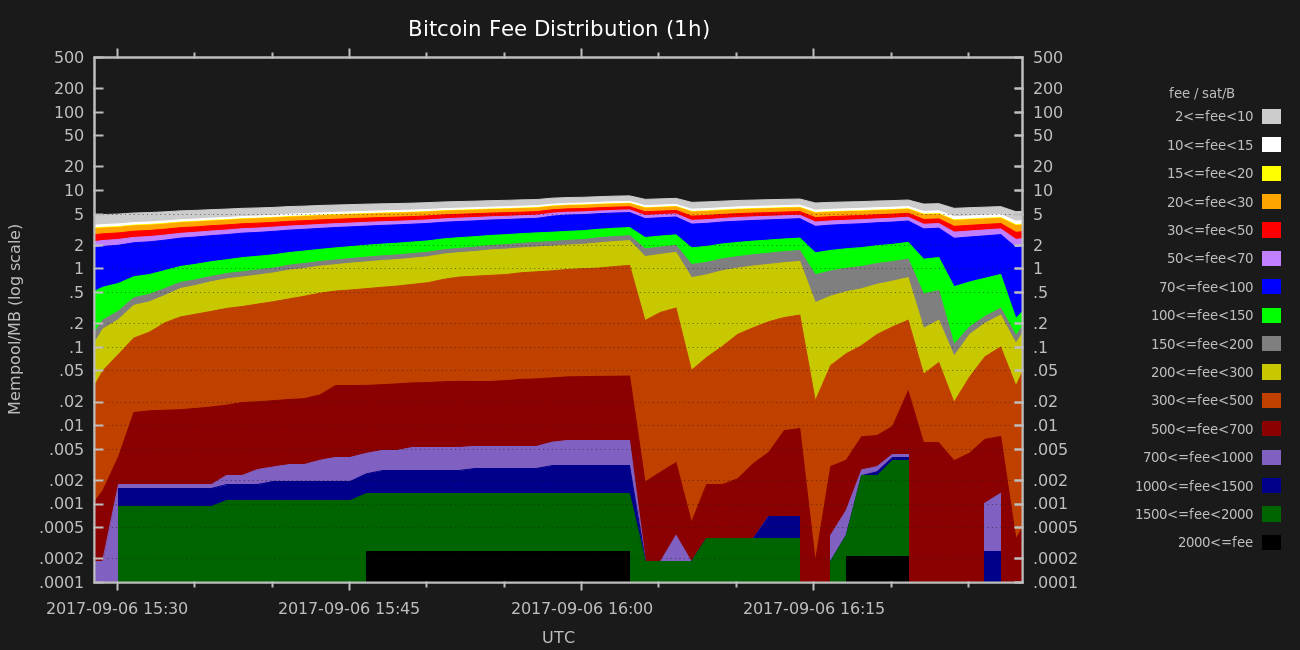 Bitcoin Fee Distribution (1h)
500 500
200 200
100 100
50 50
20 20
10 10
5 5
2 2
1 1
.5 .5
.2 .2
.1 .1
.05 .05
.02 .02
.01 .01
.005 .005
.002 .002
.001 .001
.0005 .0005
.0002 .0002
.0001 .0001
Mempool/MB (log scale)
2017-09-06 15:30 2017-09-06 15:45 2017-09-06 16:00 2017-09-06 16:15
UTC
fee / sat/B
2<=fee<10
10<=fee<15
15<=fee<20
20<=fee<30
30<=fee<50
50<=fee<70
70<=fee<100
100<=fee<150
150<=fee<200
200<=fee<300
300<=fee<500
500<=fee<700
700<=fee<1000
1000<=fee<1500
1500<=fee<2000
2000<=fee